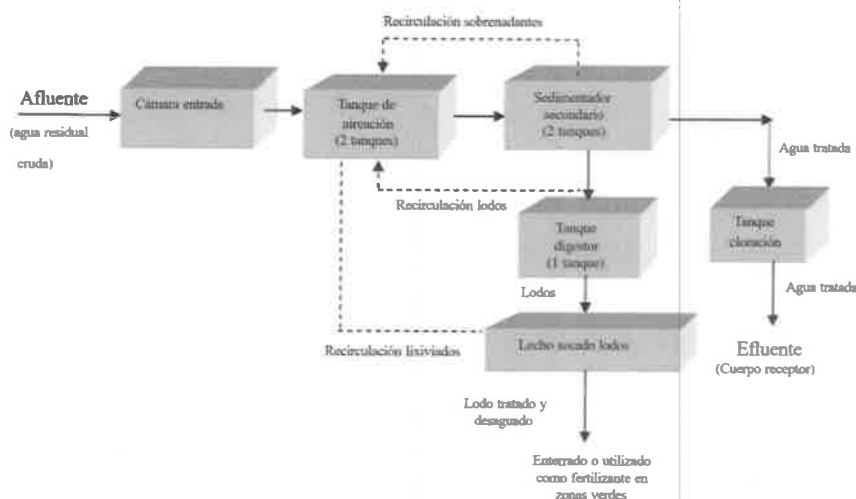 Recirculación sobrenadantes
Afluente
(agua residual
cruda)
Cámara entrada
Tanque de
aireación
(2 tanques)
Sedimentador
secundario
(2 tanques)
Agua tratada
Recirculación lodos
Tanque
digestor
(1 tanque)
Tanque
cloración
Lodos
Agua tratada
Recirculación lixiviados
Lecho secado lodos
Efluente
(Cuerpo receptor)
Lodo tratado y
desaguado
Enterrado o utilizado
como fertilizante en
zonas verdes